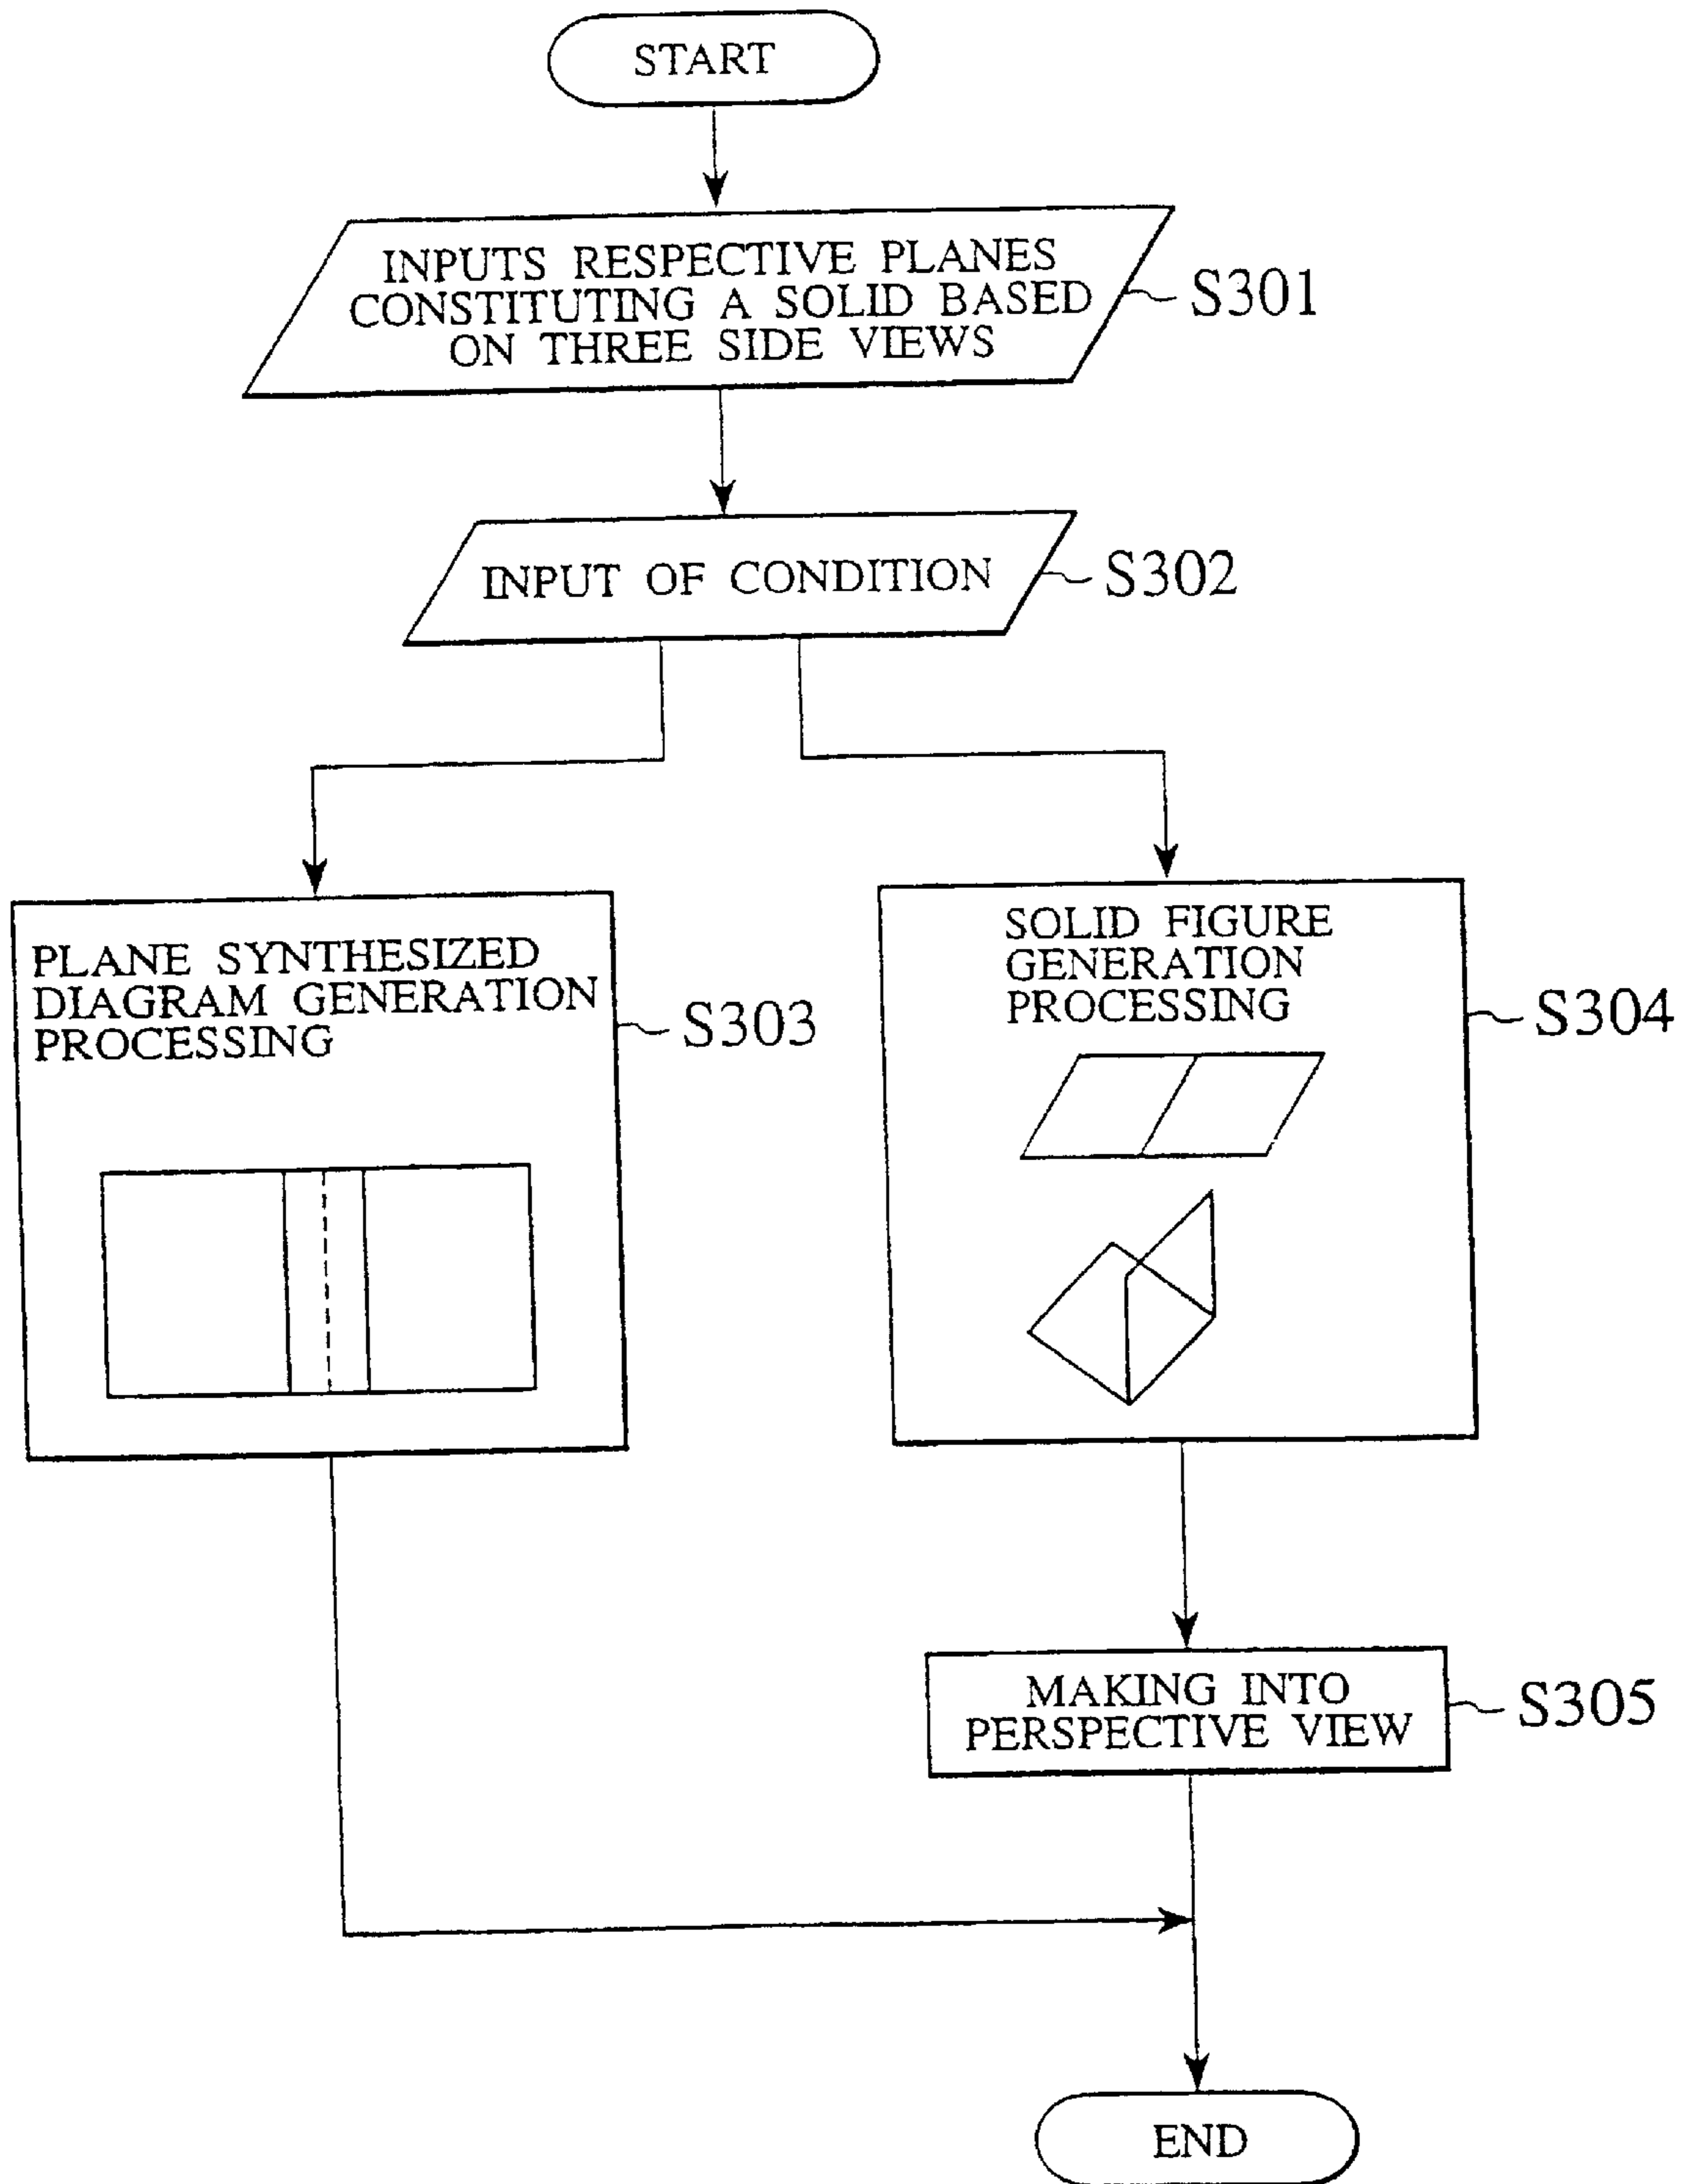 START
INPUTS RESPECTIVE PLANES
CONSTITUTING A SOLID BASED
ON THREE SIDE VIEWS
S301
INPUT OF CONDITION
S302
PLANE SYNTHESIZED
DIAGRAM GENERATION
PROCESSING
S303
SOLID FIGURE
GENERATION
PROCESSING
S304
MAKING INTO
PERSPECTIVE VIEW
S305
END